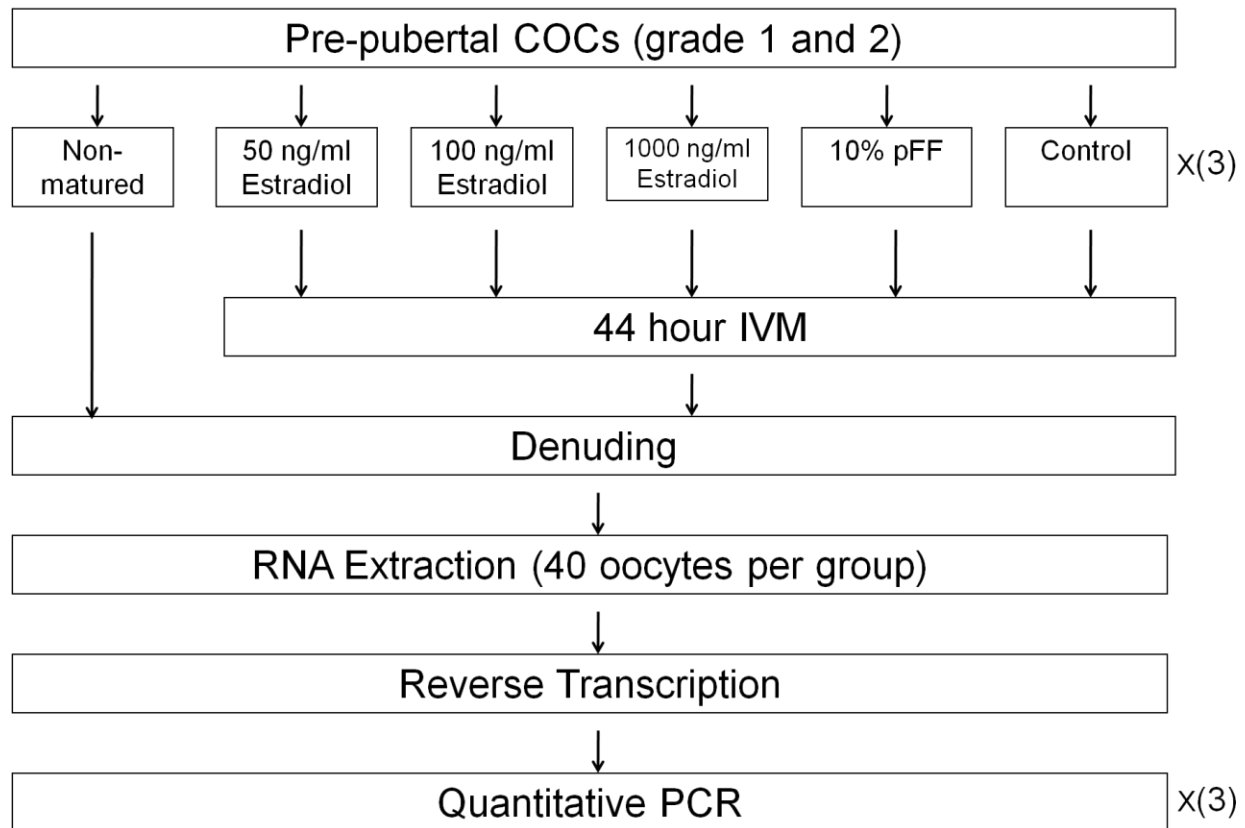 Pre-pubertal COCs (grade 1 and 2)
Non-
matured
50 ng/ml
Estradiol
100 ng/ml
Estradiol
1000 ng/ml
Estradiol
10% pFF
Control
X(3)
44 hour IVM
Denuding
RNA Extraction (40 oocytes per group)
Reverse Transcription
Quantitative PCR
X(3)